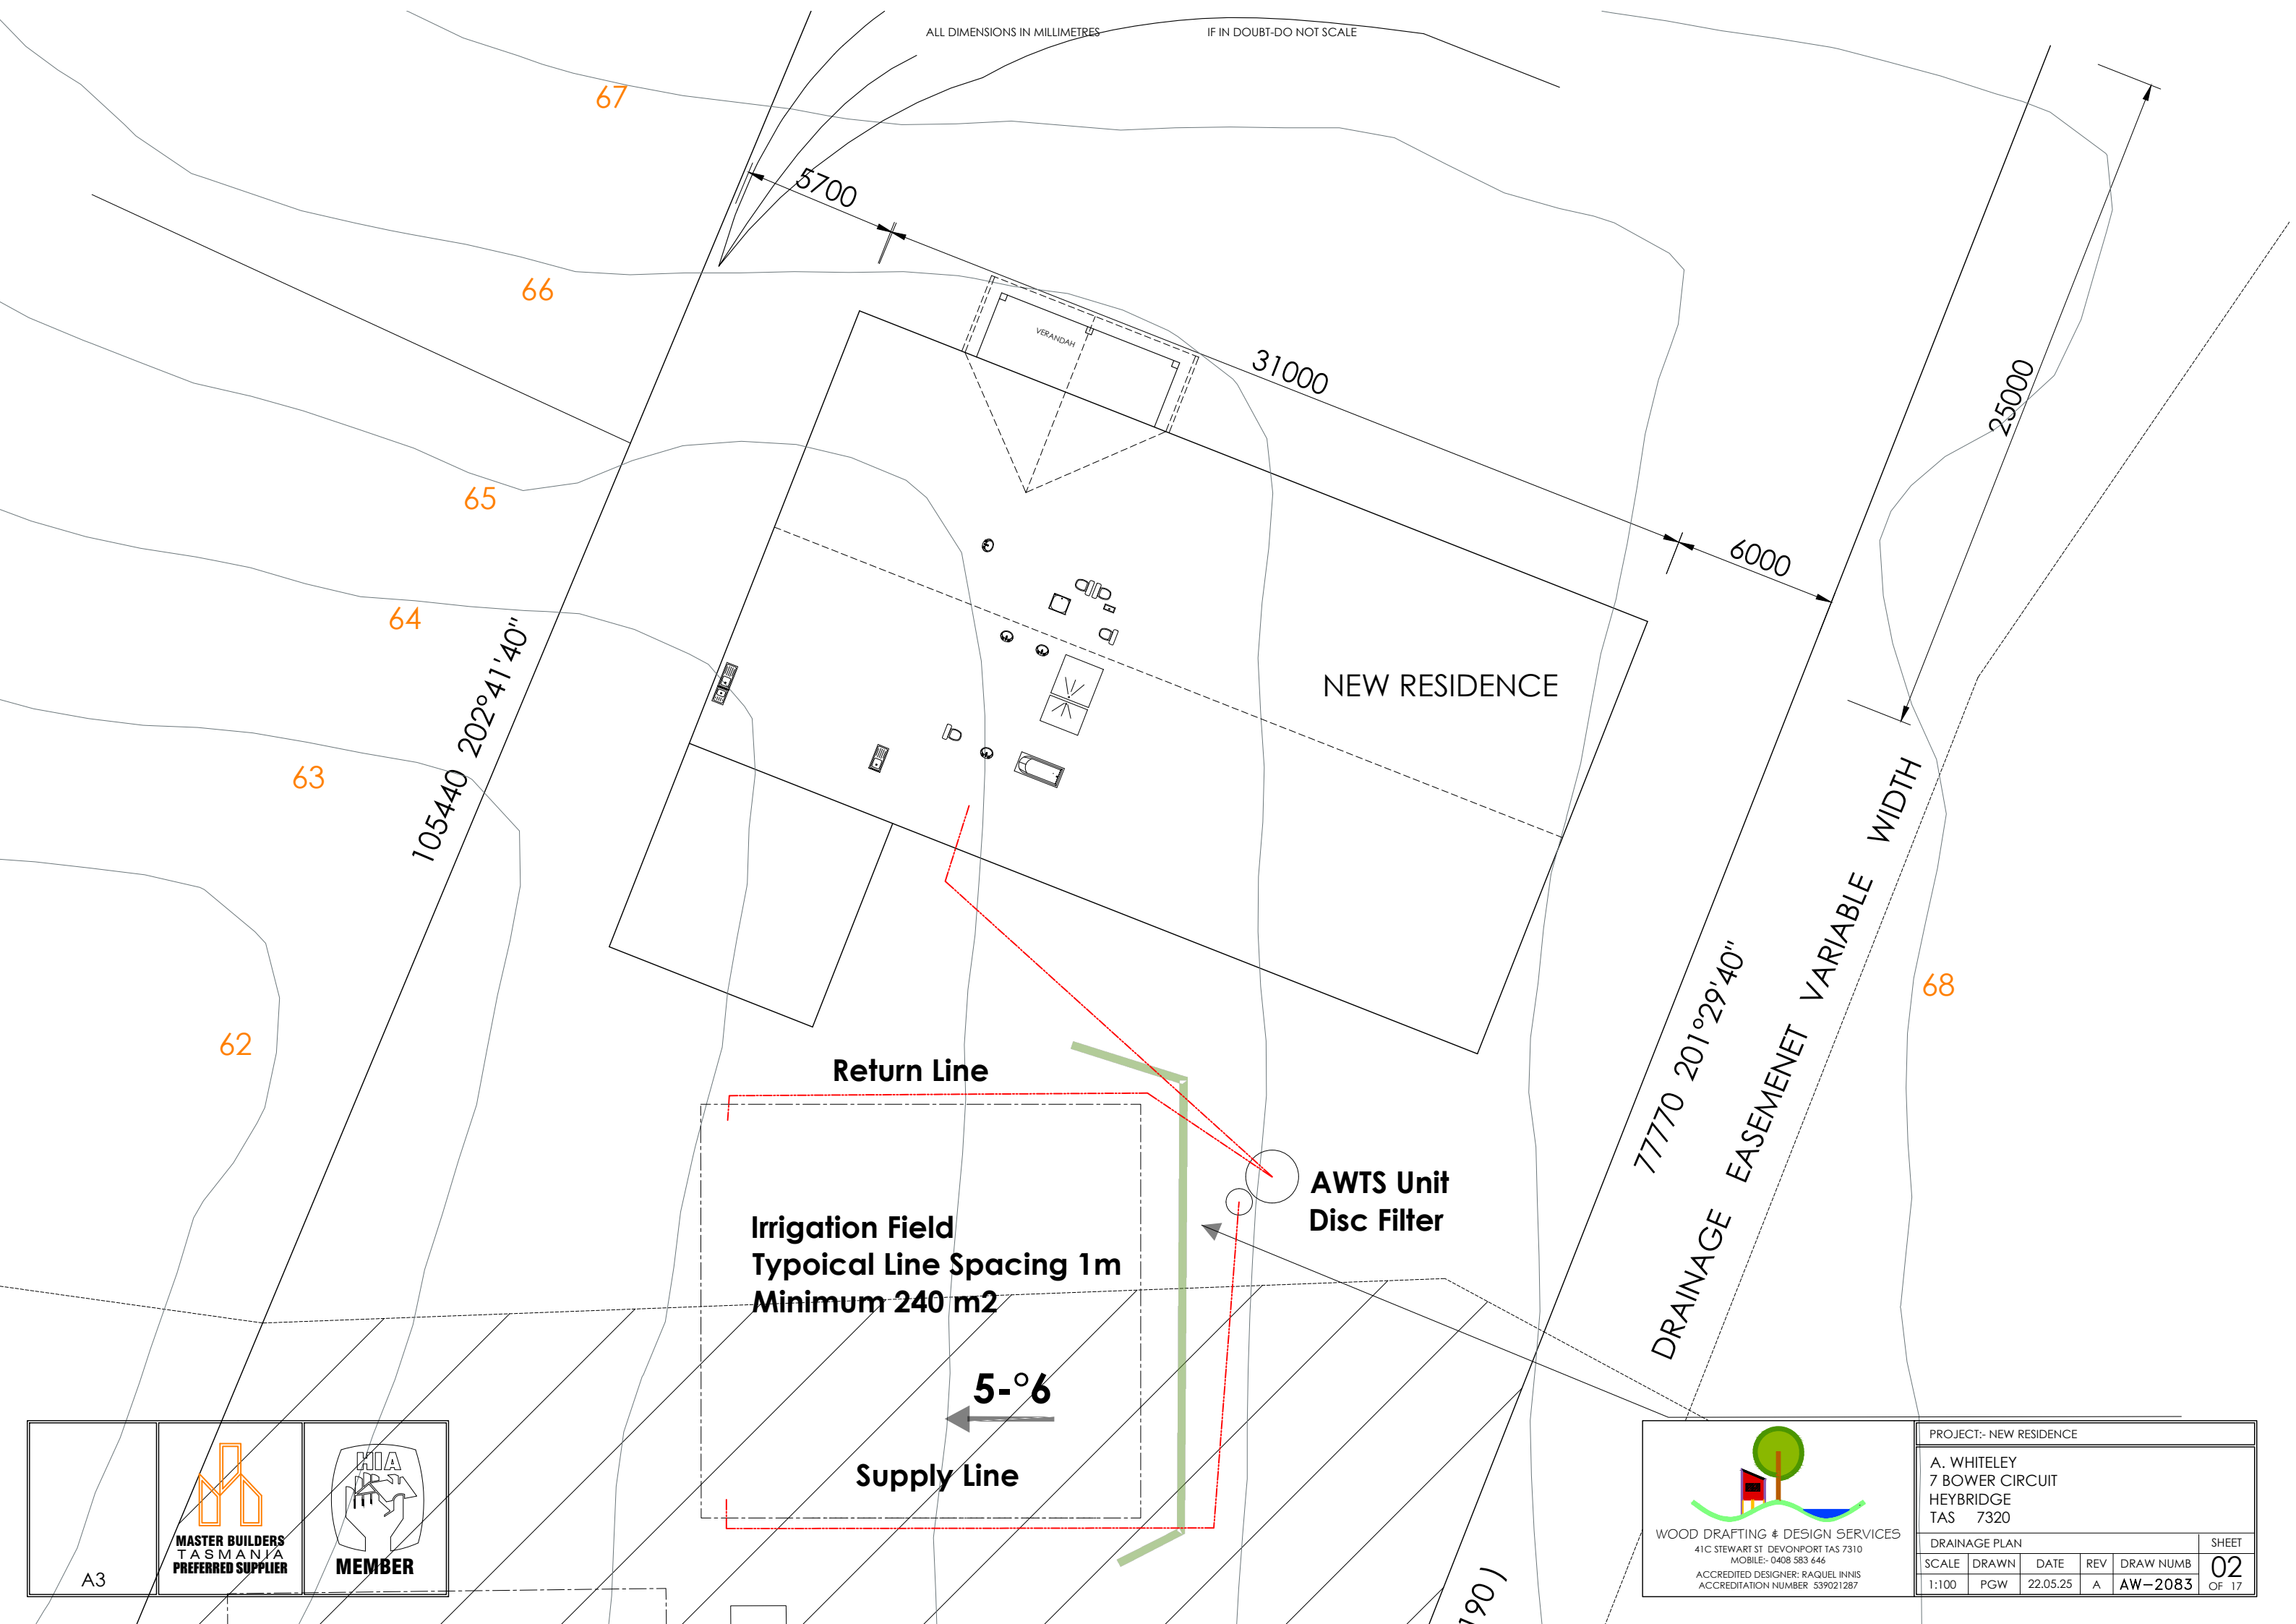 ALL DIMENSIONS IN MILLIMETRES
IF IN DOUBT-DO NOT SCALE
67
5700
66
VERANDAH
31000
25000
65
6000
64
NEW RESIDENCE
105440 202°41'40"
63
68
62
77770 201°29'40"
DRAINAGE EASEMENET VARIABLE WIDTH
Return Line
AWTS Unit
Disc Filter
Irrigation Field
Typoical Line Spacing 1m
Minimum 240 m2
5-°6
Supply Line
190 )
A3
MASTER BUILDERS
TASMANIA
PREFERRED SUPPLIER
HIA
MEMBER
WOOD DRAFTING & DESIGN SERVICES
41C STEWART ST DEVONPORT TAS 7310
MOBILE:- 0408 583 646
ACCREDITED DESIGNER: RAQUEL INNIS
ACCREDITATION NUMBER 539021287
PROJECT:- NEW RESIDENCE
A. WHITELEY
7 BOWER CIRCUIT
HEYBRIDGE
TAS 7320
DRAINAGE PLAN
SHEET
SCALE DRAWN DATE REV DRAW NUMB
02
1:100 PGW 22.05.25 A AW-2083
OF 17